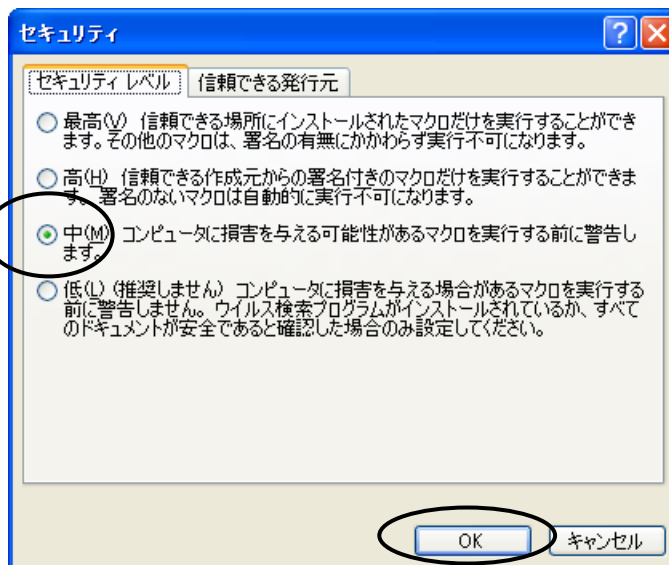 セキュリティ
セキュリティ レベル 信頼できる発行元
最高(V) 信頼できる場所にインストールされたマクロだけを実行することができ
ます。その他のマクロは、署名の有無にかかわらず実行不可になります。
高(H) 信頼できる作成元からの署名付きのマクロだけを実行することができま
す。 署名のないマクロは自動的に実行不可になります。
中(M) コンピュータに損害を与える可能性があるマクロを実行する前に警告し
ます。
低(L) (推奨しません) コンピュータに損害を与える場合があるマクロを実行する
前に警告しません。ウイルス検索プログラムがインストールされているか、すべて
のドキュメントが安全であると確認した場合のみ設定してください。
OK キャンセル